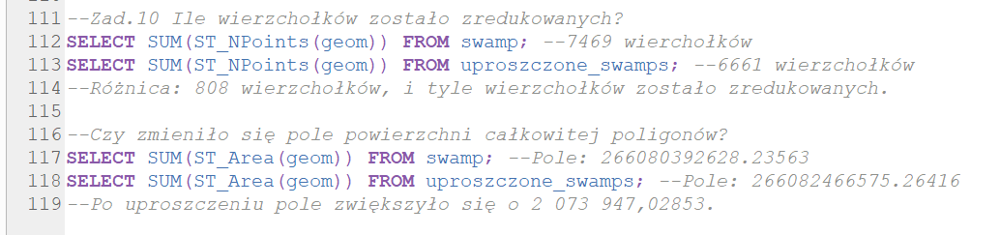 111 --Zad.10 Ile wierzchołków zostało zredukowanych?
112 SELECT SUM(ST_NPoints(geom)) FROM swamp; --7469 wierchołków
113 SELECT SUM(ST_NPoints(geom)) FROM uproszczone_swamps; --6661 wierzchołków
114 --Różnica: 808 wierzchołków, i tyle wierzchołków zostało zredukowanych.
115
116 --Czy zmieniło się pole powierzchni całkowitej poligonów?
117 SELECT SUM(ST_Area(geom)) FROM swamp; --Pole: 266080392628.23563
118 SELECT SUM(ST_Area(geom)) FROM uproszczone_swamps; --Pole: 266082466575.26416
119 --Po uproszczeniu pole zwiększyło się o 2 073 947,02853.